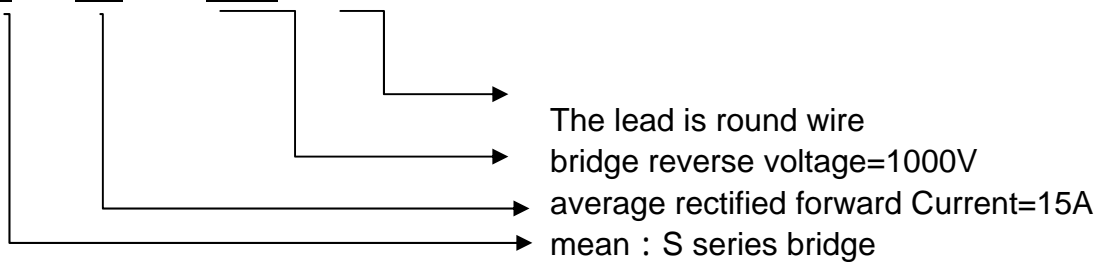 The lead is round wire
bridge reverse voltage=1000V
average rectified forward Current=15A
mean：S series bridge